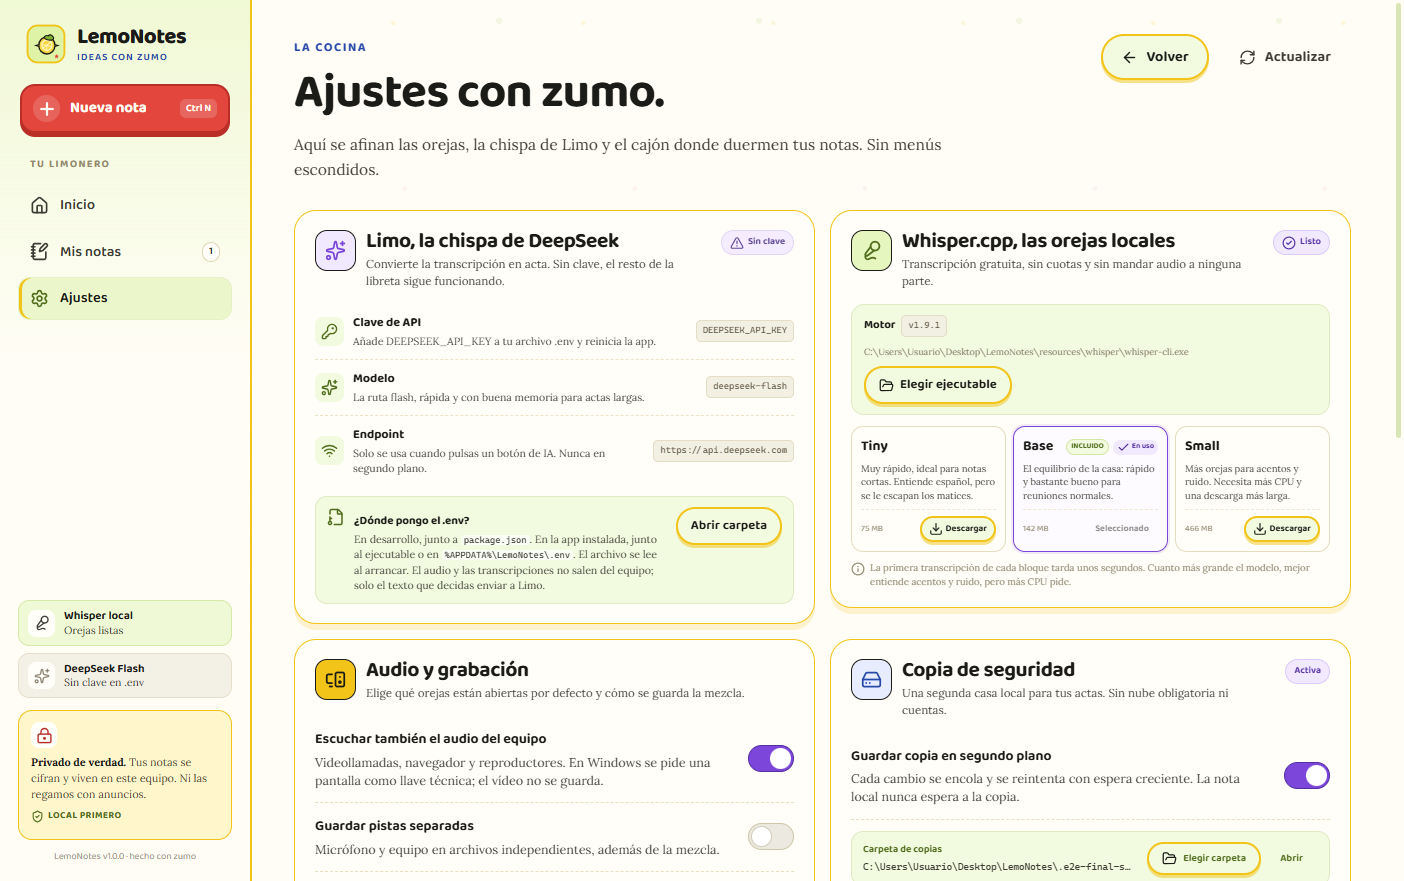 LemoNotes
IDEAS CON ZUMO
Nueva nota
Ctrl N
TU LIMONERO
Inicio
Mis notas
1
Ajustes
Whisper local
Orejas listas
DeepSeek Flash
Sin clave en .env
Privado de verdad. Tus notas se
cifran y viven en este equipo. Ni las
regamos con anuncios.
LOCAL PRIMERO
LemoNotes v1.0.0 · hecho con zumo
LA COCINA
Ajustes con zumo.
Aquí se afinan las orejas, la chispa de Limo y el cajón donde duermen tus notas. Sin menús
escondidos.
Volver
Actualizar
Limo, la chispa de DeepSeek
Sin clave
Convierte la transcripción en acta. Sin clave, el resto de la
libreta sigue funcionando.
Clave de API
Añade DEEPSEEK_API_KEY a tu archivo .env y reinicia la app.
DEEPSEEK_API_KEY
Modelo
La ruta flash, rápida y con buena memoria para actas largas.
deepseek-flash
Endpoint
Solo se usa cuando pulsas un botón de IA. Nunca en
segundo plano.
https://api.deepseek.com
¿Dónde pongo el .env?
En desarrollo, junto a package.json. En la app instalada, junto
al ejecutable o en %APPDATA%\LemoNotes\.env. El archivo se lee
al arrancar. El audio y las transcripciones no salen del equipo;
solo el texto que decidas enviar a Limo.
Abrir carpeta
Whisper.cpp, las orejas locales
Listo
Transcripción gratuita, sin cuotas y sin mandar audio a ninguna
parte.
Motor v1.9.1
C:\Users\Usuario\Desktop\LemoNotes\resources\whisper\whisper-cli.exe
Elegir ejecutable
Tiny
Muy rápido, ideal para notas
cortas. Entiende español, pero
se le escapan los matices.
75 MB
Descargar
Base
INCLUIDO
En uso
El equilibrio de la casa: rápido
y bastante bueno para
reuniones normales.
142 MB
Seleccionado
Small
Más orejas para acentos y
ruido. Necesita más CPU y
una descarga más larga.
466 MB
Descargar
La primera transcripción de cada bloque tarda unos segundos. Cuanto más grande el modelo, mejor
entiende acentos y ruido, pero más CPU pide.
Audio y grabación
Elige qué orejas están abiertas por defecto y cómo se guarda la mezcla.
Escuchar también el audio del equipo
Videollamadas, navegador y reproductores. En Windows se pide una
pantalla como llave técnica; el vídeo no se guarda.
Guardar pistas separadas
Micrófono y equipo en archivos independientes, además de la mezcla.
Copia de seguridad
Activa
Una segunda casa local para tus actas. Sin nube obligatoria ni
cuentas.
Guardar copia en segundo plano
Cada cambio se encola y se reintenta con espera creciente. La nota
local nunca espera a la copia.
Carpeta de copias
C:\Users\Usuario\Desktop\LemoNotes\.e2e-final-s…
Elegir carpeta
Abrir